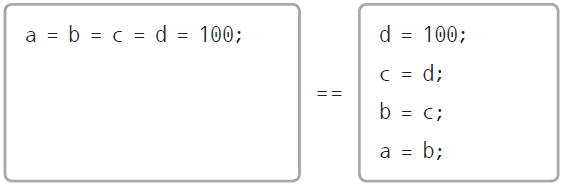 a = b = c = d = 100;
==
d = 100;
c = d;
b = c;
a = b;